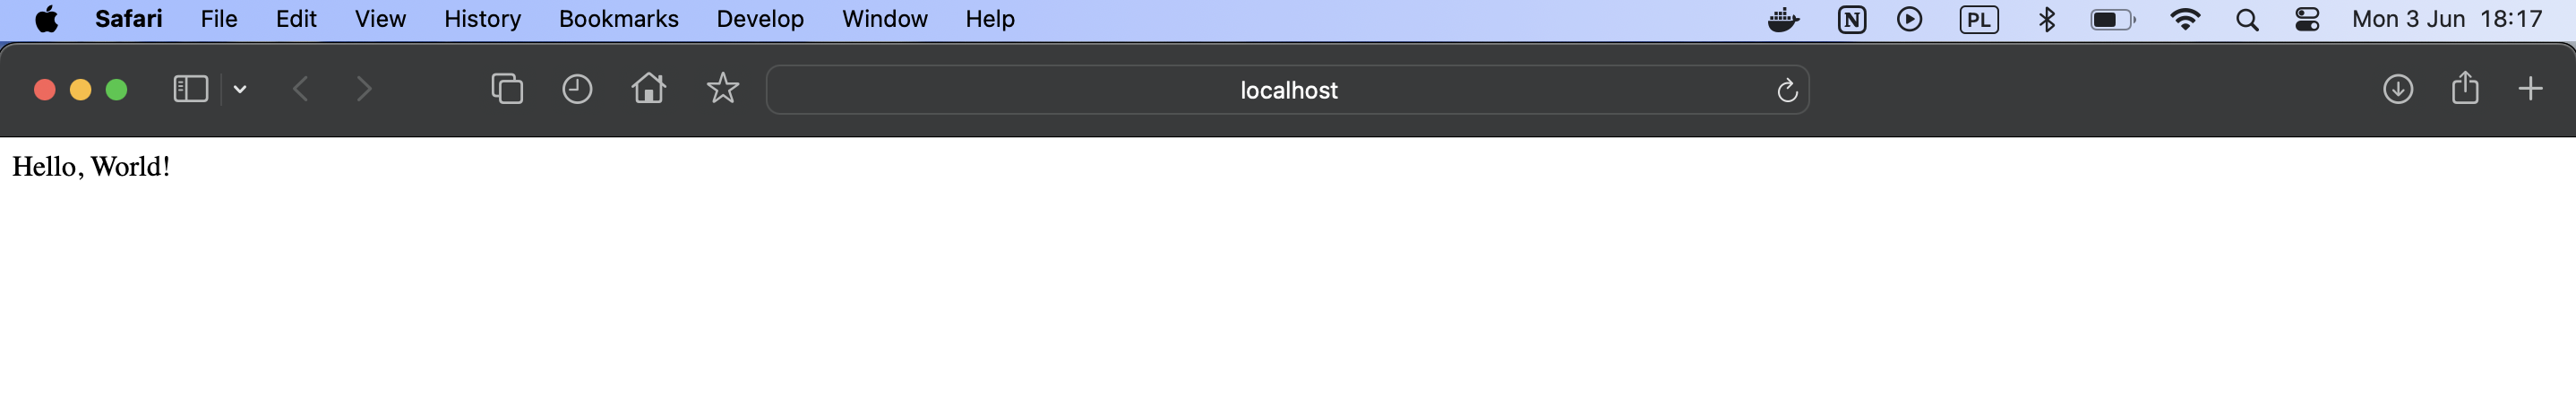 Safari File Edit View History Bookmarks Develop Window Help N PL Mon 3 Jun 18:17
localhost
Hello, World!